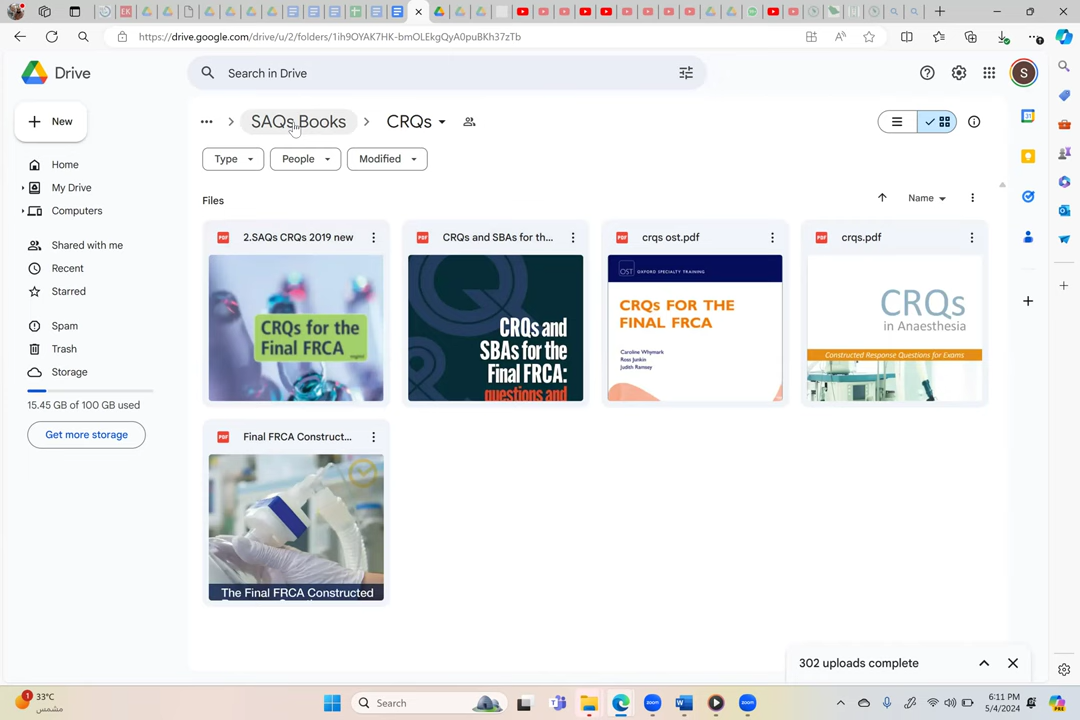 https://drive.google.com/drive/u/2/folders/1ih9OYAK7HK-bmOLEkgQyA0puBKh37zTb
Drive
Search in Drive
S
New
SAQs Books
CRQs
Type
People
Modified
Home
My Drive
Computers
Shared with me
Recent
Starred
Spam
Trash
Storage
15.45 GB of 100 GB used
Get more storage
Files
Name
2.SAQs CRQs 2019 new
CRQs for the
Final FRCA
CRQs and SBAs for th...
CRQs and
SBAs for the
Final FRCA:
questions and
crqs ost.pdf
OST OXFORD SPECIALTY TRAINING
CRQs FOR THE
FINAL FRCA
Caroline Whymark
Ross Junkin
Judith Ramsey
crqs.pdf
CRQs
in Anaesthesia
Constructed Response Questions for Exams
Final FRCA Construct...
The Final FRCA Constructed
302 uploads complete
33°C
مشمس
Search
6:11 PM
5/4/2024